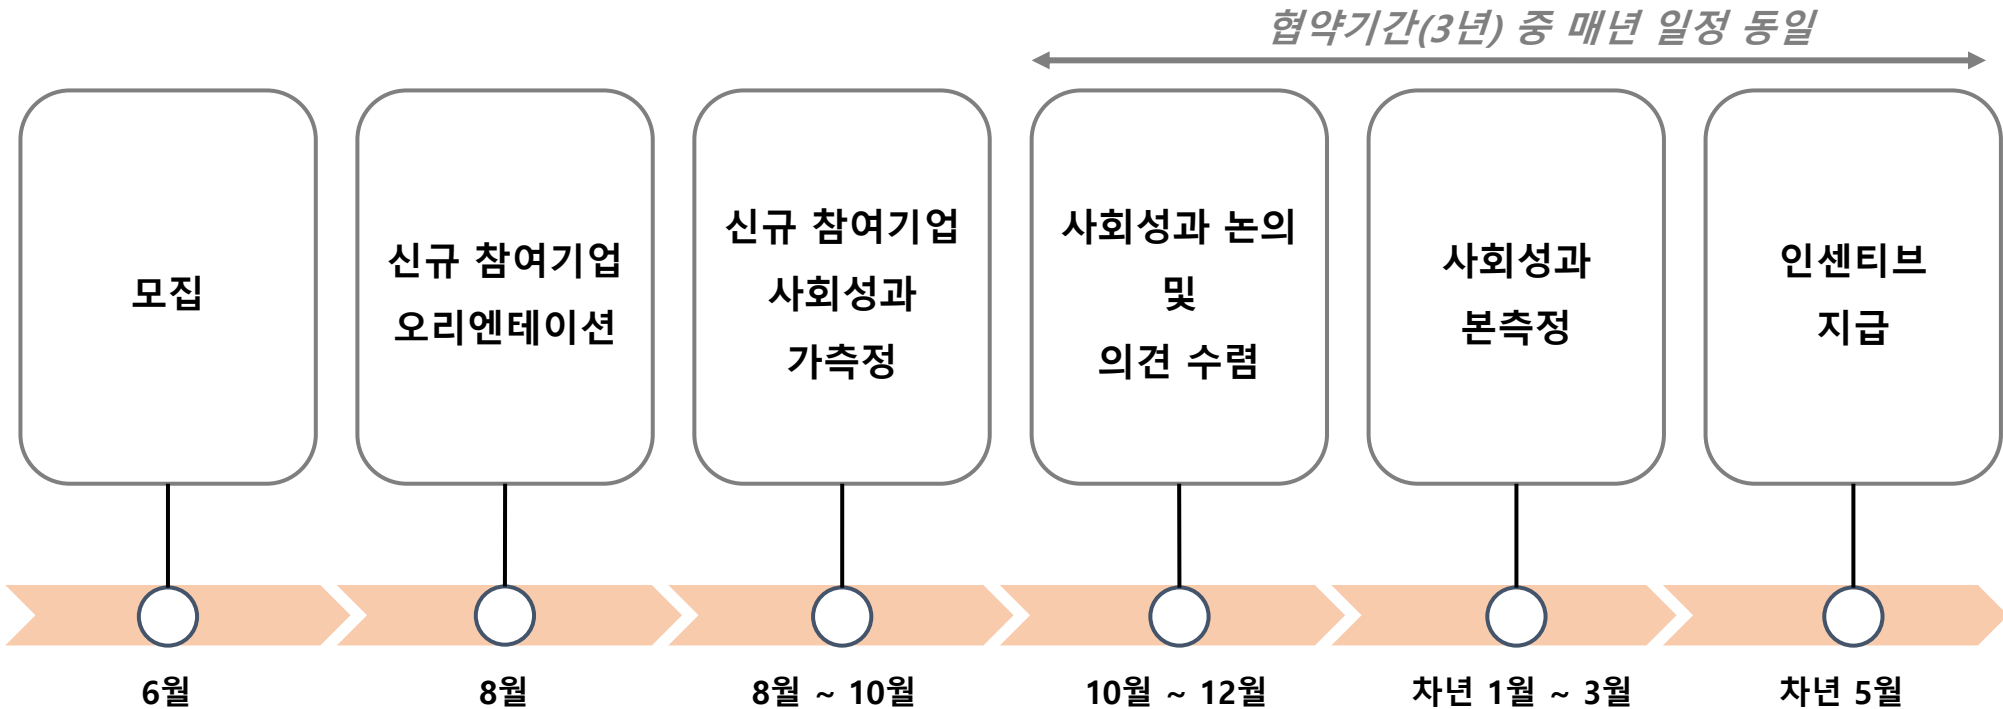 협약기간(3년) 중 매년 일정 동일
모집
신규 참여기업
오리엔테이션
신규 참여기업
사회성과
가측정
사회성과 논의
및
의견 수렴
사회성과
본측정
인센티브
지급
6월
8월
8월 ~ 10월
10월 ~ 12월
차년 1월 ~ 3월
차년 5월